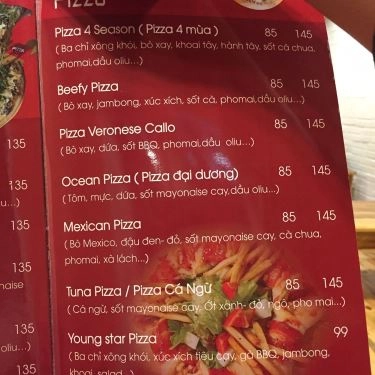 Pizza
Pizza 4 Season ( Pizza 4 mùa ) 85 145
( Ba chỉ xông khói, bò xay, khoai tây, hành tây, sốt cà chua,
phomai,dầu oliu...)
Beefy Pizza 85 145
( Bò xay, jambong, xúc xích, sốt cà, phomai,dầu oliu...)
Pizza Veronese Callo 85 145
( Bò xay, dứa, sốt BBQ, phomai,dầu oliu...)
Ocean Pizza ( Pizza đại dương) 85 145
( Tôm, mực, dứa, sốt mayonaise cay,dầu oliu...)
Mexican Pizza 85 145
( Bò Mexico, đậu đen- đỏ, sốt mayonaise cay, cà chua,
phomai, xà lách...)
Tuna Pizza / Pizza Cá Ngừ 85 145
( Cá ngừ, sốt mayonaise cay, Ớt xanh- đỏ, ngô, pho mai...)
Young star Pizza 99
( Ba chỉ xông khói, xúc xích tiêu cay, gà BBQ, jambong,
khoai, salad...)
135
135
135
135
135
135